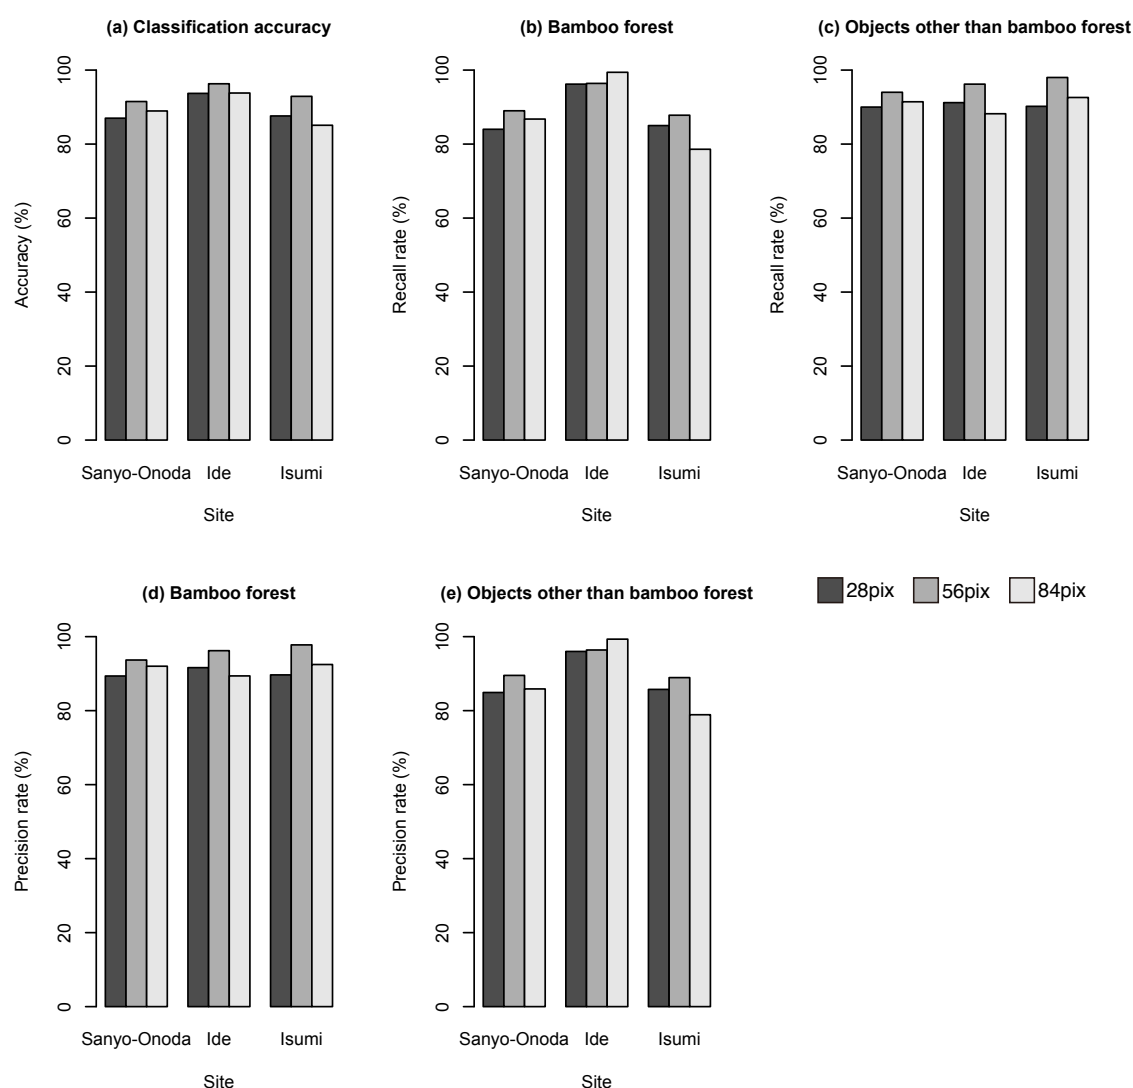 (a) Classification accuracy
Accuracy (%)
0 20 40 60 80 100
Sanyo-Onoda Ide Isumi
Site
(b) Bamboo forest
Recall rate (%)
0 20 40 60 80 100
Sanyo-Onoda Ide Isumi
Site
(c) Objects other than bamboo forest
Recall rate (%)
0 20 40 60 80 100
Sanyo-Onoda Ide Isumi
Site
(d) Bamboo forest
Precision rate (%)
0 20 40 60 80 100
Sanyo-Onoda Ide Isumi
Site
(e) Objects other than bamboo forest
Precision rate (%)
0 20 40 60 80 100
Sanyo-Onoda Ide Isumi
Site
28pix 56pix 84pix